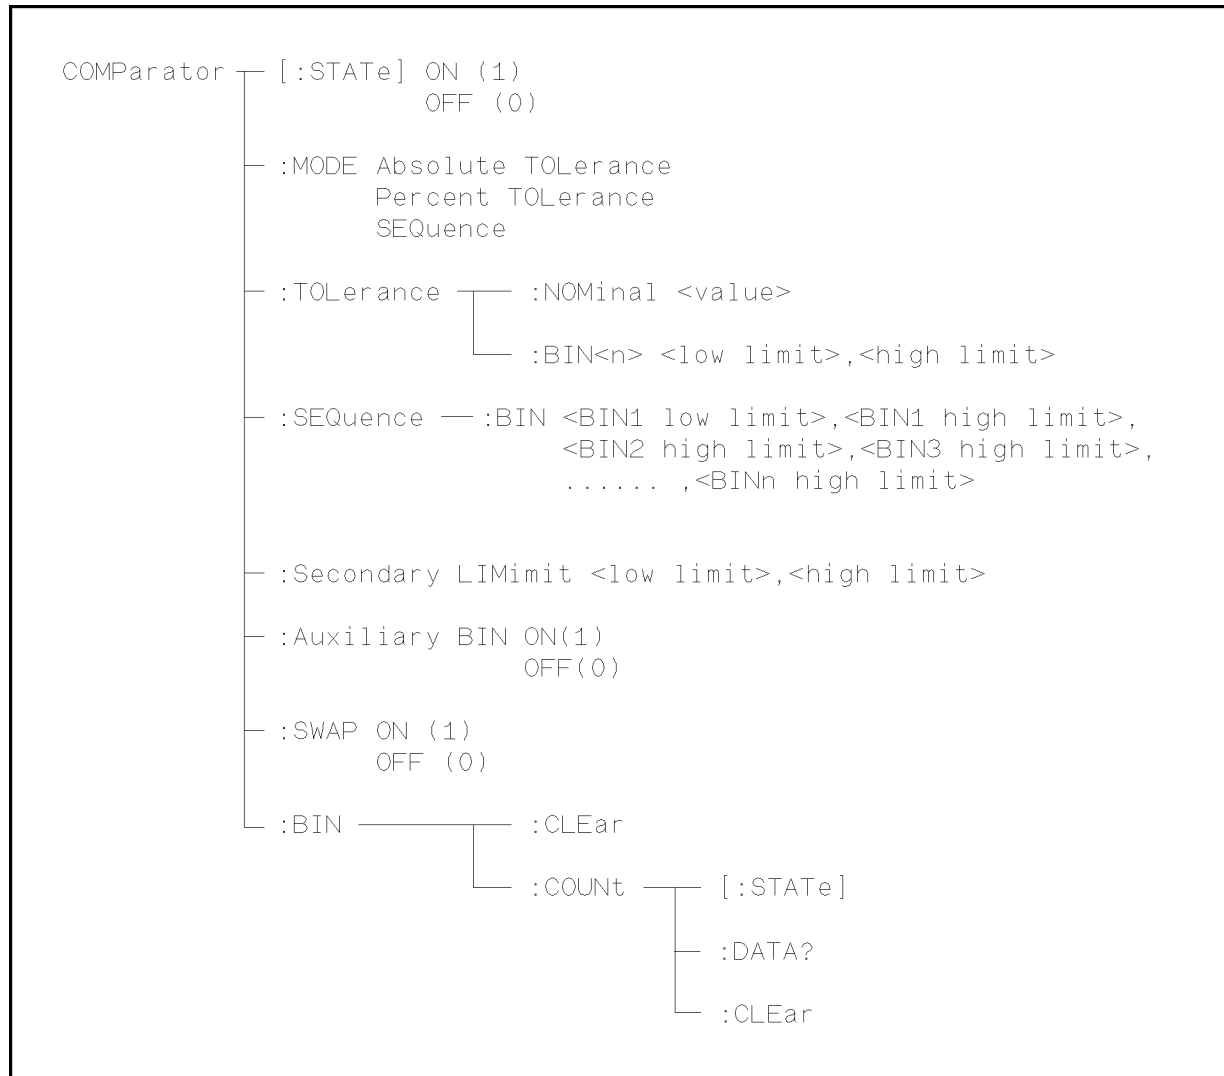 COMParator [:STATe] ON (1)
OFF (0)
:MODE Absolute TOLerance
Percent TOLerance
SEQuence
:TOLerance :NOMinal <value>
:BIN<n> <low limit>,<high limit>
:SEQuence :BIN <BIN1 low limit>,<BIN1 high limit>,
<BIN2 high limit>,<BIN3 high limit>,
...... ,<BINn high limit>
:Secondary LIMimit <low limit>,<high limit>
:Auxiliary BIN ON(1)
OFF(0)
:SWAP ON (1)
OFF (0)
:BIN :CLEar
:COUNt [:STATe]
:DATA?
:CLEar